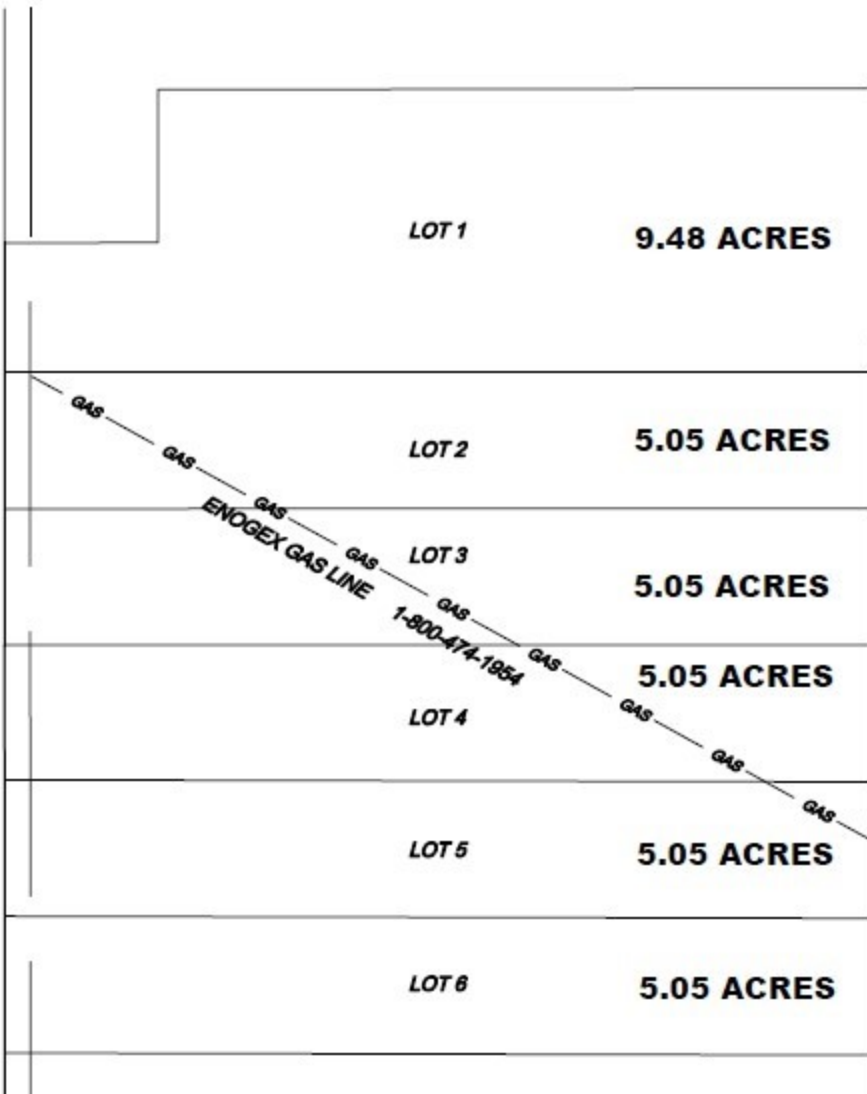 LOT 1
9.48 ACRES
GAS
GAS
LOT 2
5.05 ACRES
GAS
ENOGEX GAS LINE 1-800-474-1954
GAS
LOT 3
5.05 ACRES
GAS
GAS
5.05 ACRES
LOT 4
GAS
GAS
GAS
LOT 5
5.05 ACRES
LOT 6
5.05 ACRES